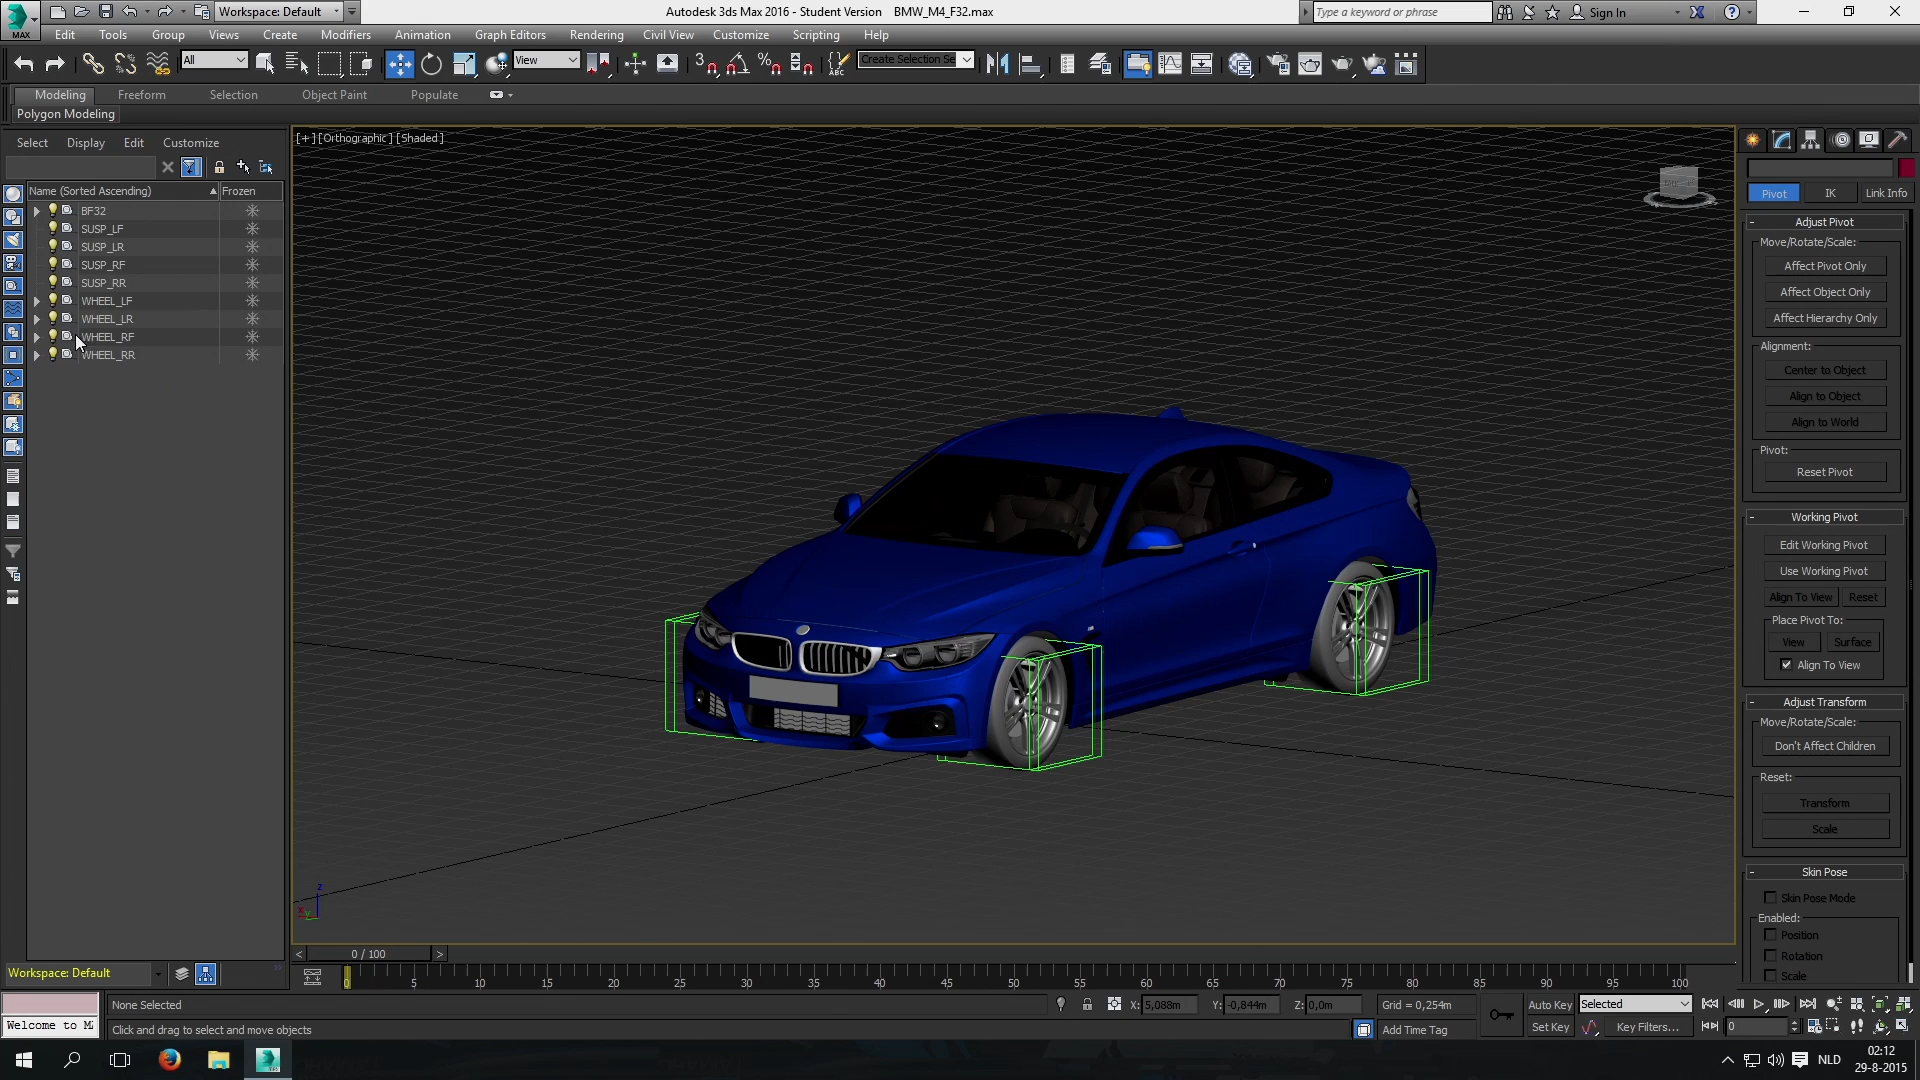 Workspace: Default
Autodesk 3ds Max 2016 - Student Version    BMW_M4_F32.max
Type a keyword or phrase
Sign In
MAX
Edit
Tools
Group
Views
Create
Modifiers
Animation
Graph Editors
Rendering
Civil View
Customize
Scripting
Help
All
View
3
ABC
Create Selection Se
Modeling
Freeform
Selection
Object Paint
Populate
Polygon Modeling
Select
Display
Edit
Customize
Name (Sorted Ascending)
Frozen
BF32
SUSP_LF
SUSP_LR
SUSP_RF
SUSP_RR
WHEEL_LF
WHEEL_LR
WHEEL_RF
WHEEL_RR
[+] [Orthographic] [Shaded]
Pivot
IK
Link Info
- Adjust Pivot
Move/Rotate/Scale:
Affect Pivot Only
Affect Object Only
Affect Hierarchy Only
Alignment:
Center to Object
Align to Object
Align to World
Pivot:
Reset Pivot
- Working Pivot
Edit Working Pivot
Use Working Pivot
Align To View
Reset
Place Pivot To:
View
Surface
Align To View
- Adjust Transform
Move/Rotate/Scale:
Don't Affect Children
Reset:
Transform
Scale
- Skin Pose
Skin Pose Mode
Enabled:
Position
Rotation
Scale
z
x
y
< 0 / 100 >
Workspace: Default
0 5 10 15 20 25 30 35 40 45 50 55 60 65 70 75 80 85 90 95 100
None Selected
X: 5,088m
Y: -0,844m
Z: 0,0m
Grid = 0,254m
Auto Key
Selected
Welcome to M
Click and drag to select and move objects
Add Time Tag
Set Key
Key Filters...
0
NLD
02:12
29-8-2015